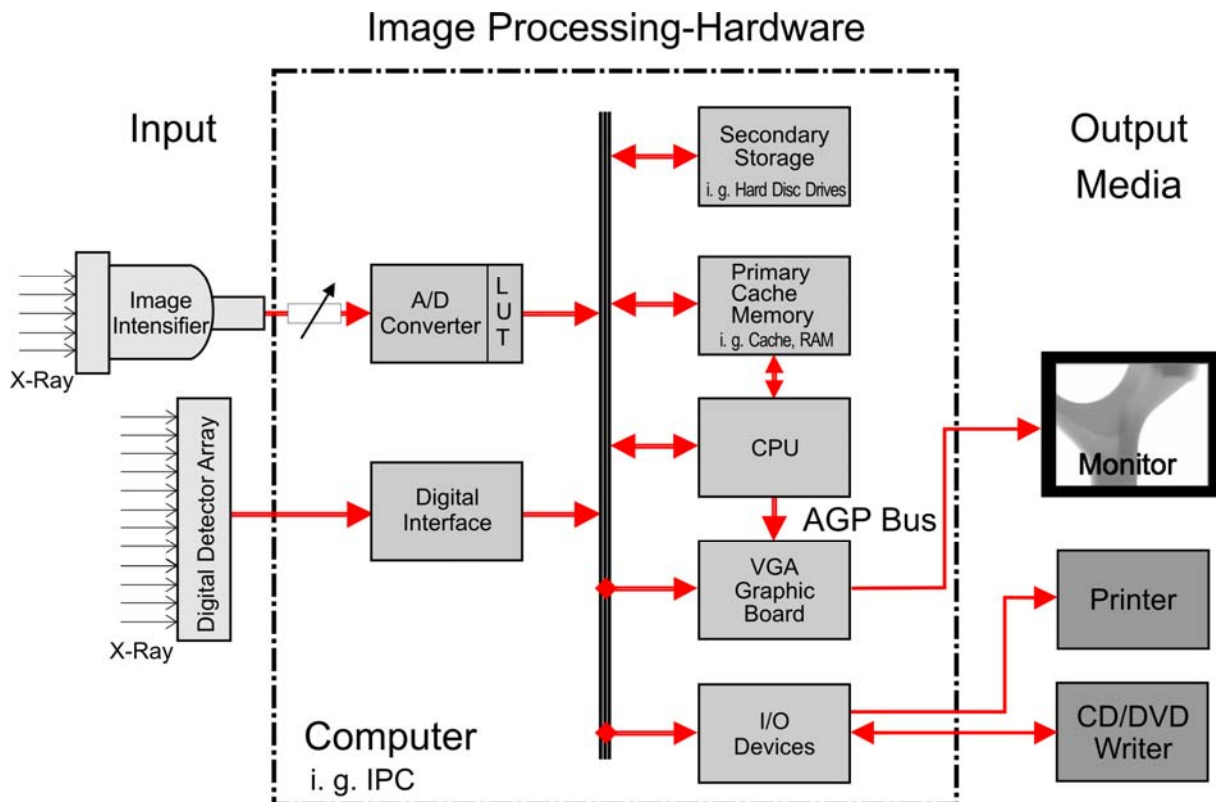 Image Processing-Hardware
Input
Output
Media
Secondary
Storage
i. g. Hard Disc Drives
Image
Intensifier
X-Ray
A/D
Converter
L
U
T
Primary
Cache
Memory
i. g. Cache, RAM
CPU
Monitor
Digital Detector Array
X-Ray
Digital
Interface
AGP Bus
VGA
Graphic
Board
Printer
I/O
Devices
CD/DVD
Writer
Computer
i. g. IPC